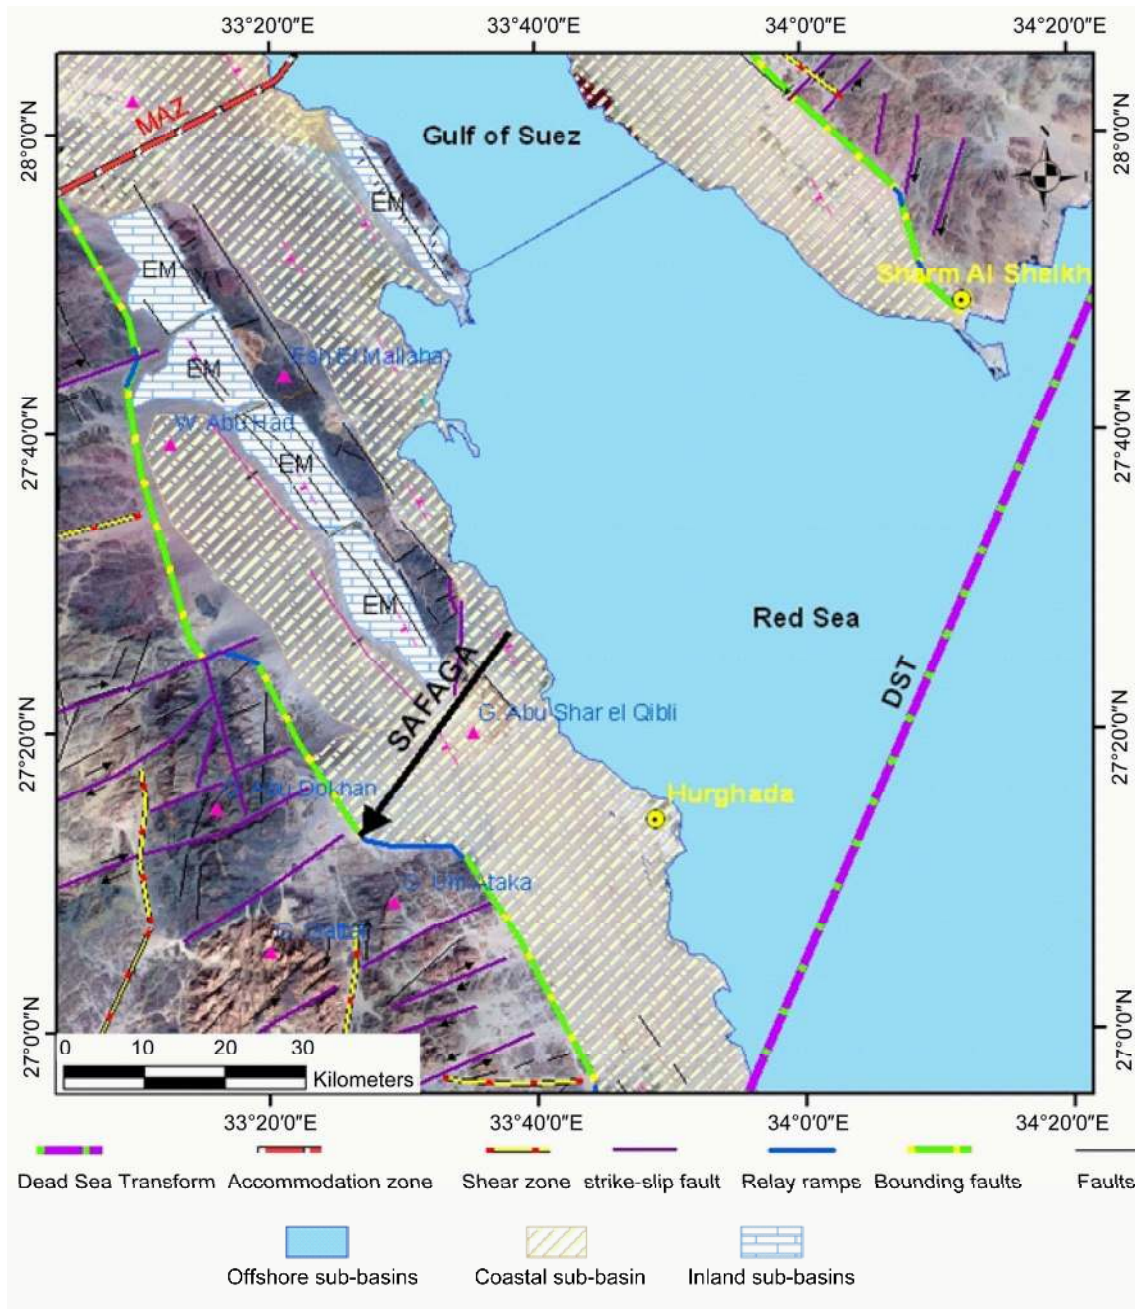 33°20'0"E 33°40'0"E 34°0'0"E 34°20'0"E
28°0'0"N
27°40'0"N
27°20'0"N
27°0'0"N
28°0'0"N
27°40'0"N
27°20'0"N
27°0'0"N
MAZ
Gulf of Suez
EM
EM
Sharm Al Sheikh
Esh El Mallaha
EM
W. Abu Had
EM
EM
Red Sea
DST
SAFAGA
G. Abu Shar el Qibli
Abu Dokhan
Hurghada
G. Um Ataka
0 10 20 30
Kilometers
33°20'0"E 33°40'0"E 34°0'0"E 34°20'0"E
Dead Sea Transform Accommodation zone Shear zone strike-slip fault Relay ramps Bounding faults Faults
Offshore sub-basins Coastal sub-basin Inland sub-basins